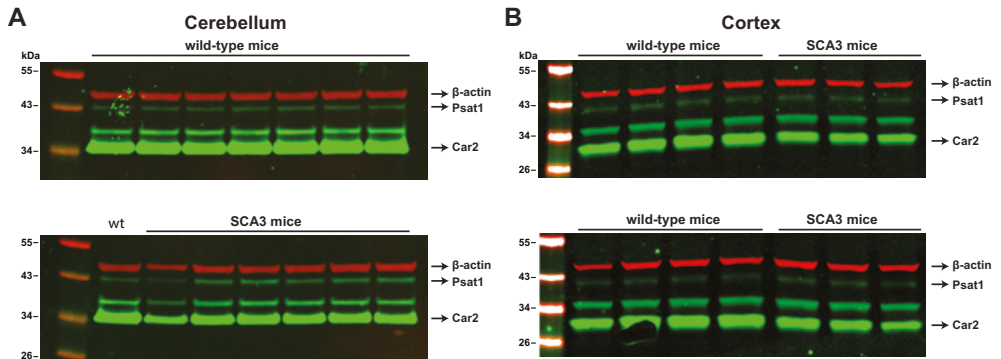 A
Cerebellum
wild-type mice
kDa
55–
43–
34–
β-actin
Psat1
Car2
wt
SCA3 mice
55–
43–
34–
26–
β-actin
Psat1
Car2
B
Cortex
wild-type mice
SCA3 mice
kDa
55–
43–
34–
26–
β-actin
Psat1
Car2
wild-type mice
SCA3 mice
55–
43–
34–
26–
β-actin
Psat1
Car2